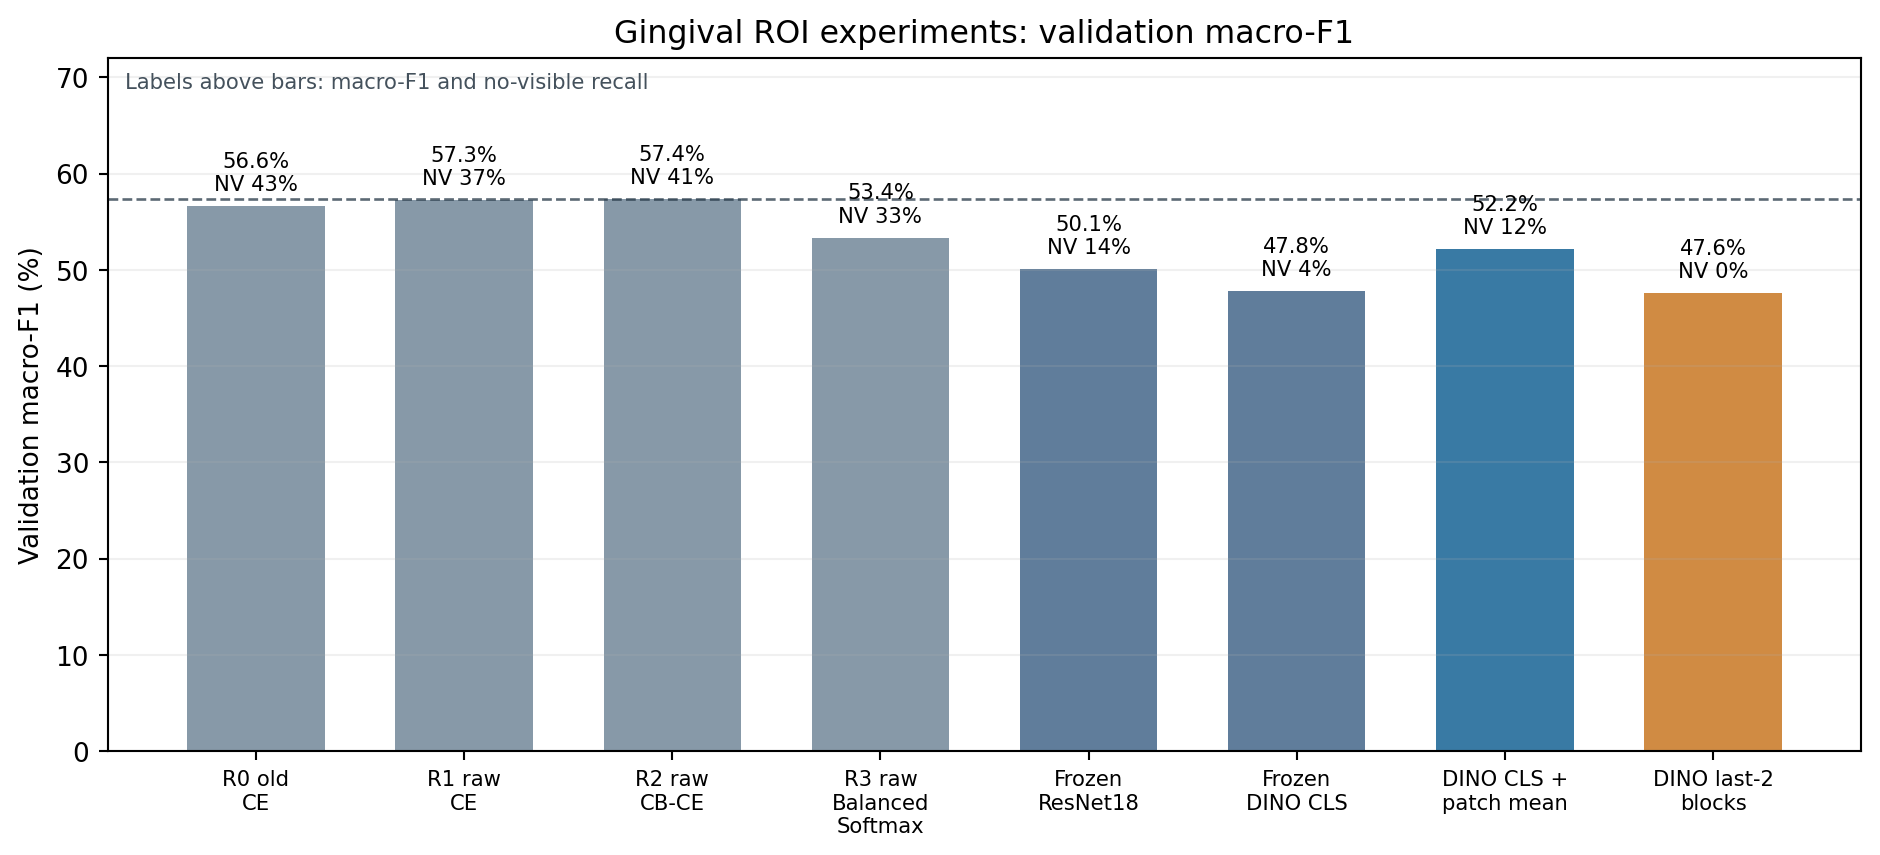 Gingival ROI experiments: validation macro-F1
Labels above bars: macro-F1 and no-visible recall
Validation macro-F1 (%)
70
60
50
40
30
20
10
0
56.6%
NV 43%
57.3%
NV 37%
57.4%
NV 41%
53.4%
NV 33%
50.1%
NV 14%
47.8%
NV 4%
52.2%
NV 12%
47.6%
NV 0%
R0 old
CE
R1 raw
CE
R2 raw
CB-CE
R3 raw
Balanced
Softmax
Frozen
ResNet18
Frozen
DINO CLS
DINO CLS +
patch mean
DINO last-2
blocks